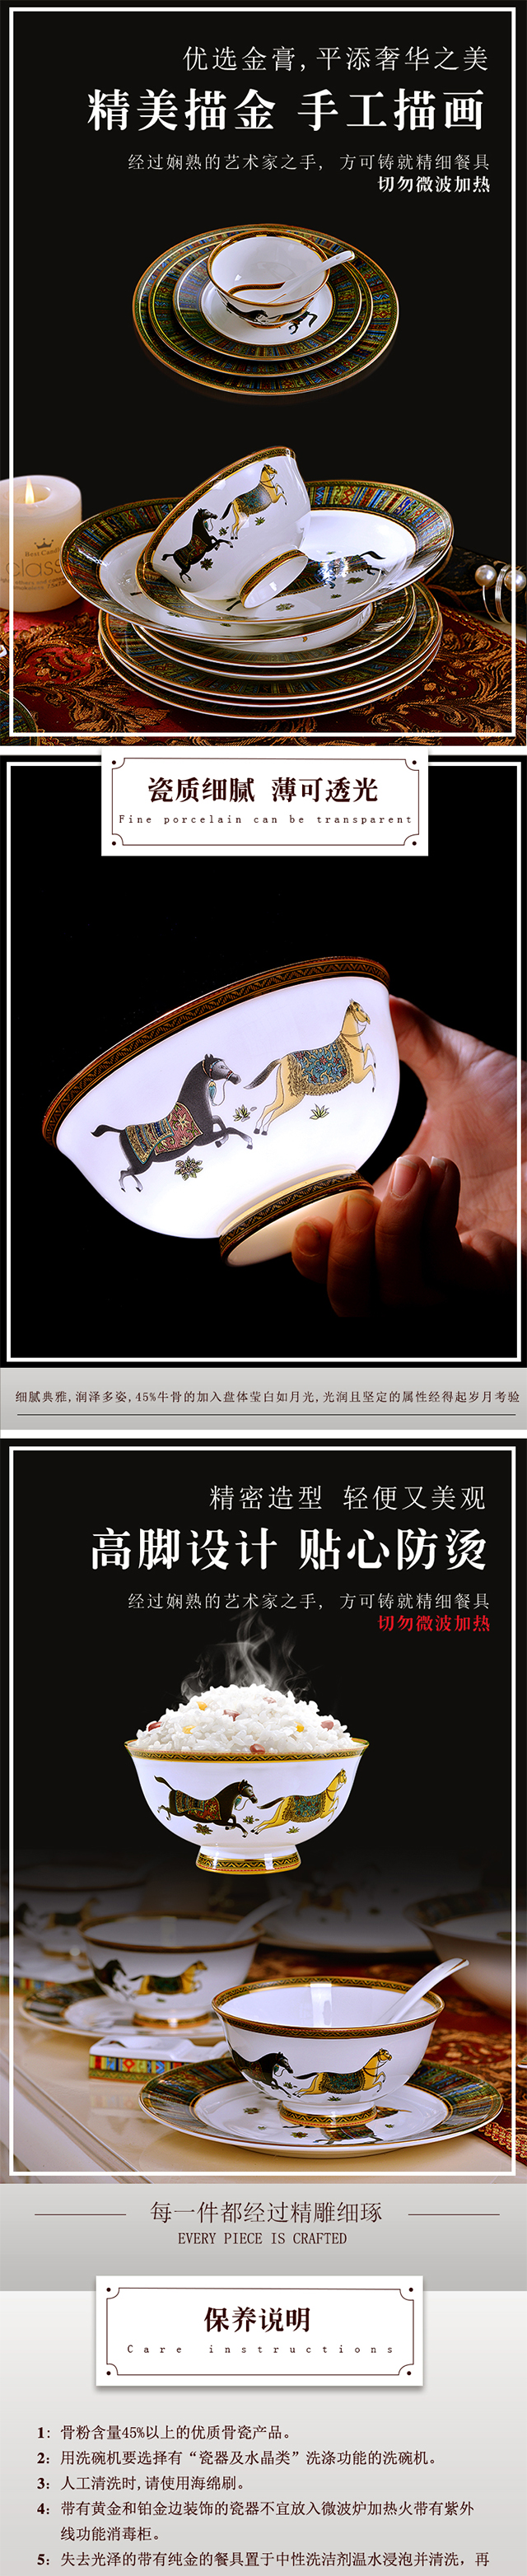 优选金膏,平添奢华之美
精美描金 手工描画
经过娴熟的艺术家之手, 方可铸就精细餐具
切勿微波加热
Best Candle
class
瓷质细腻 薄可透光
Fine porcelain can be transparent
细腻典雅,润泽多姿,45%牛骨的加入盘体莹白如月光,光润且坚定的属性经得起岁月考验
精密造型 轻便又美观
高脚设计 贴心防烫
经过娴熟的艺术家之手, 方可铸就精细餐具
切勿微波加热
每一件都经过精雕细琢
EVERY PIECE IS CRAFTED
保养说明
Care instructions
1: 骨粉含量45%以上的优质骨瓷产品。
2: 用洗碗机要选择有“瓷器及水晶类”洗涤功能的洗碗机。
3: 人工清洗时,请使用海绵刷。
4: 带有黄金和铂金边装饰的瓷器不宜放入微波炉加热火带有紫外
线功能消毒柜。
5: 失去光泽的带有纯金的餐具置于中性洗洁剂温水浸泡并清洗，再